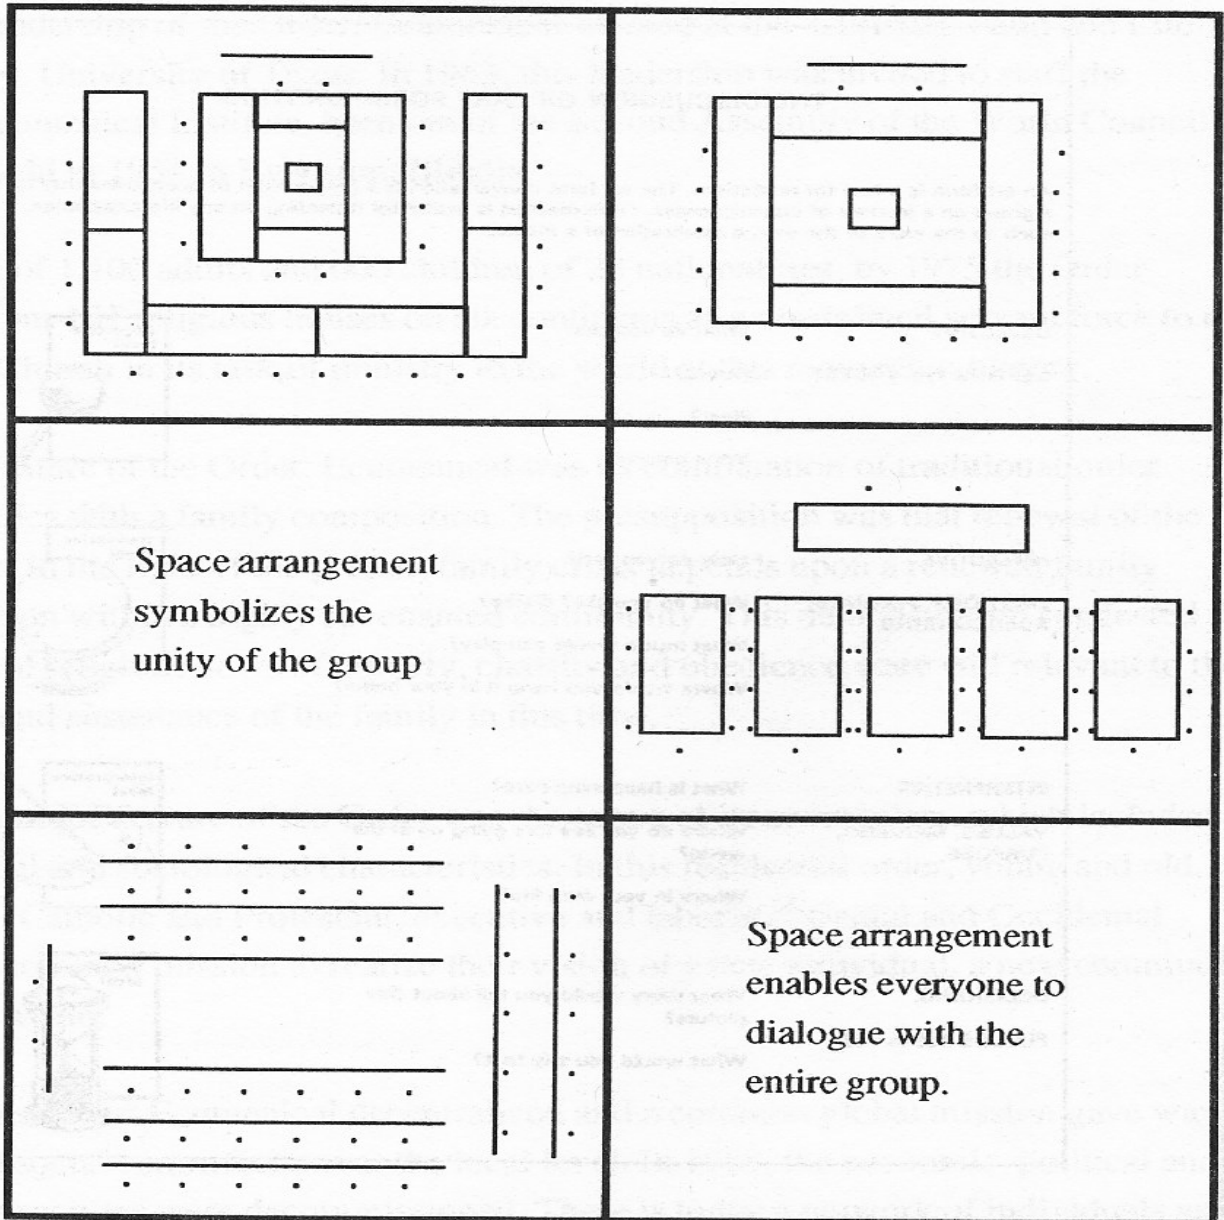 Space arrangement
symbolizes the
unity of the group
Space arrangement
enables everyone to
dialogue with the
entire group.